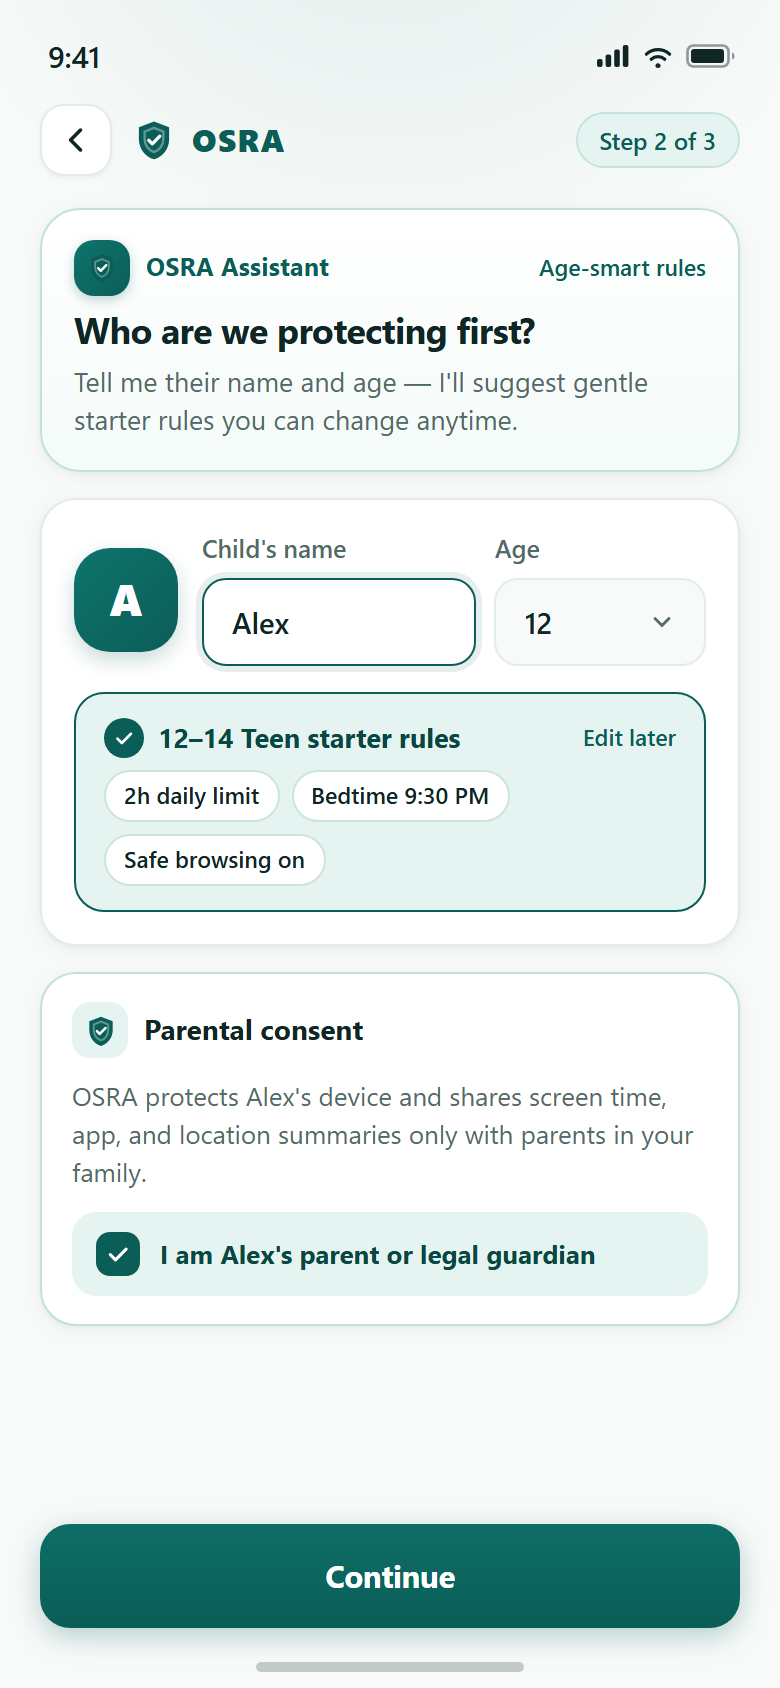 9:41
OSRA
Step 2 of 3
OSRA Assistant
Age-smart rules
Who are we protecting first?
Tell me their name and age — I'll suggest gentle
starter rules you can change anytime.
Child's name
Age
A
Alex
12
12–14 Teen starter rules
Edit later
2h daily limit
Bedtime 9:30 PM
Safe browsing on
Parental consent
OSRA protects Alex's device and shares screen time,
app, and location summaries only with parents in your
family.
I am Alex's parent or legal guardian
Continue